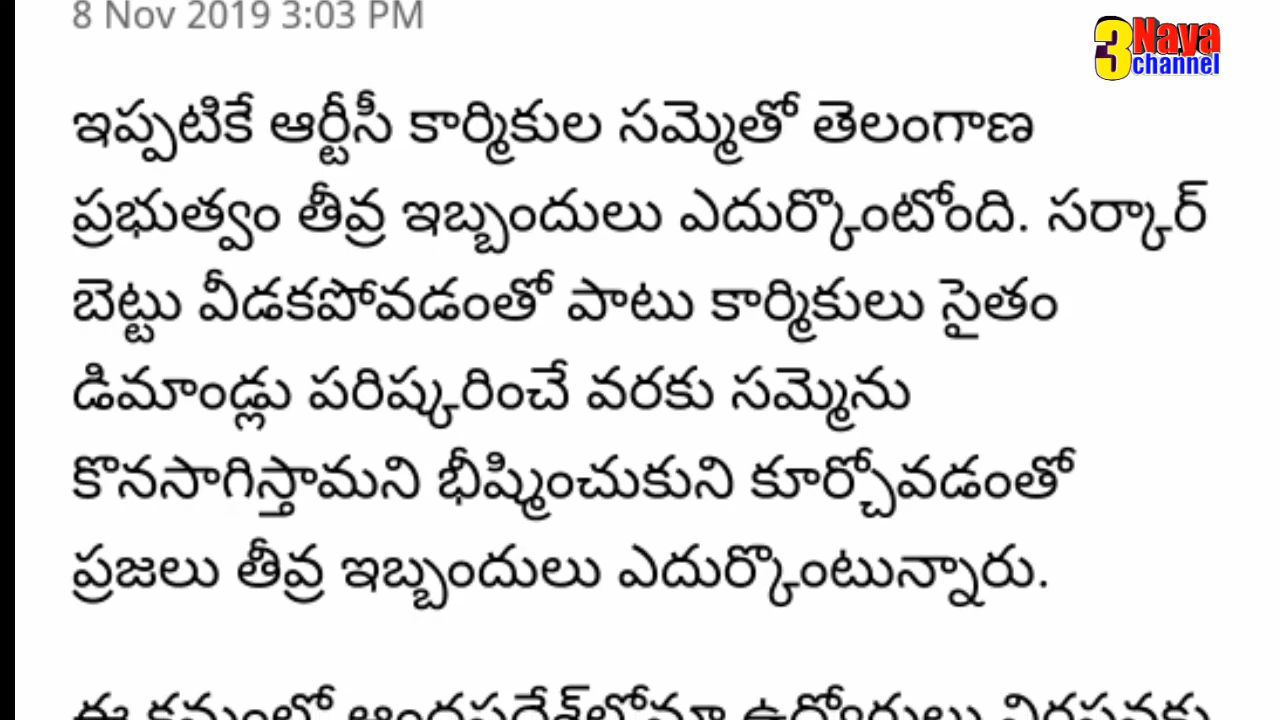 8 Nov 2019 3:03 PM
3 Naya
channel
ఇప్పటికే ఆర్టీసీ కార్మికుల సమ్మెతో తెలంగాణ
ప్రభుత్వం తీవ్ర ఇబ్బందులు ఎదుర్కొంటోంది. సర్కార్
బెట్టు వీడకపోవడంతో పాటు కార్మికులు సైతం
డిమాండ్లు పరిష్కరించే వరకు సమ్మెను
కొనసాగిస్తామని భీష్మించుకుని కూర్చోవడంతో
ప్రజలు తీవ్ర ఇబ్బందులు ఎదుర్కొంటున్నారు.